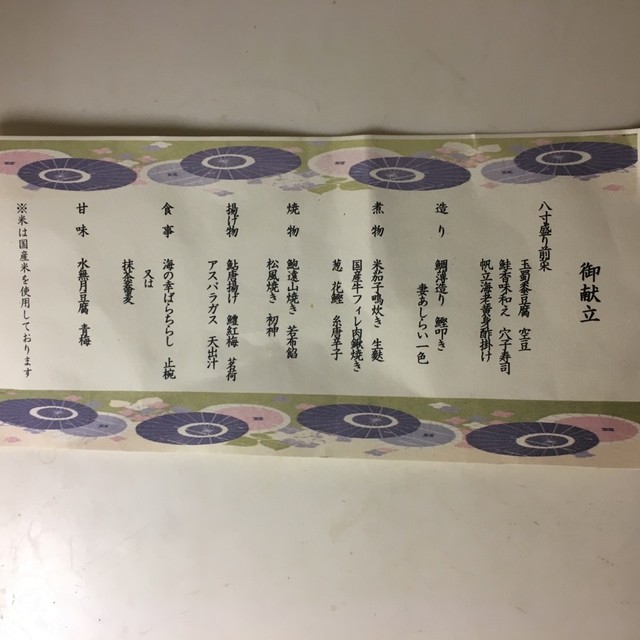 御献立
八寸盛り前菜
玉蜀黍豆腐 空豆
鮭香味和え 穴子寿司
帆立海老黄身酢掛け
造り 鯛薄造り 鰹叩き
妻あしらい一色
煮物 米茄子鴫炊き 生麩
国産牛フィレ肉鍬焼き
葱 花鰹 糸唐辛子
焼物 鮑遠山焼き 若布餡
松風焼き 初神
揚げ物 鮎唐揚げ 鱧紅梅 茗荷
アスパラガス 天出汁
食事 海の幸ばらちらし 止椀
又は
抹茶蕎麦
甘味 水無月豆腐 青梅
※米は国産米を使用しております